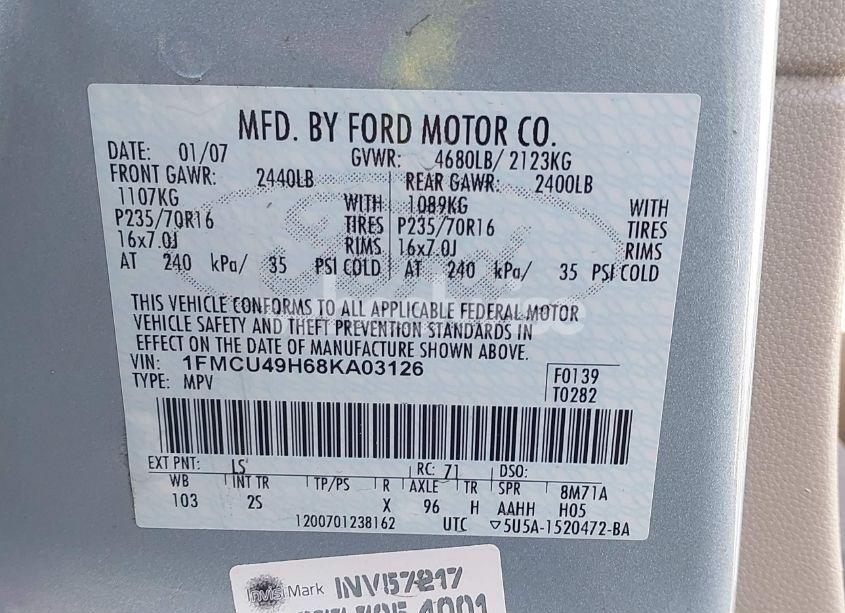 MFD. BY FORD MOTOR CO.
DATE: 01/07 GVWR: 4680LB/ 2123KG
FRONT GAWR: 2440LB REAR GAWR: 2400LB
1107KG WITH 1089KG WITH
P235/70R16 TIRES P235/70R16 TIRES
16x7.0J RIMS 16x7.0J RIMS
AT 240 kPa/ 35 PSI COLD AT 240 kPa/ 35 PSI COLD
THIS VEHICLE CONFORMS TO ALL APPLICABLE FEDERAL MOTOR
VEHICLE SAFETY AND THEFT PREVENTION STANDARDS IN
EFFECT ON THE DATE OF MANUFACTURE SHOWN ABOVE.
VIN: 1FMCU49H68KA03126
TYPE: MPV
F0139
T0282
EXT PNT: LS RC: 71 DSO:
WB INT TR TP/PS R AXLE TR SPR 8M71A
103 2S X 96 H AAHH H05
1200701238162 UTC ▽5U5A-1520472-BA
InvisiMark INV157217
4001